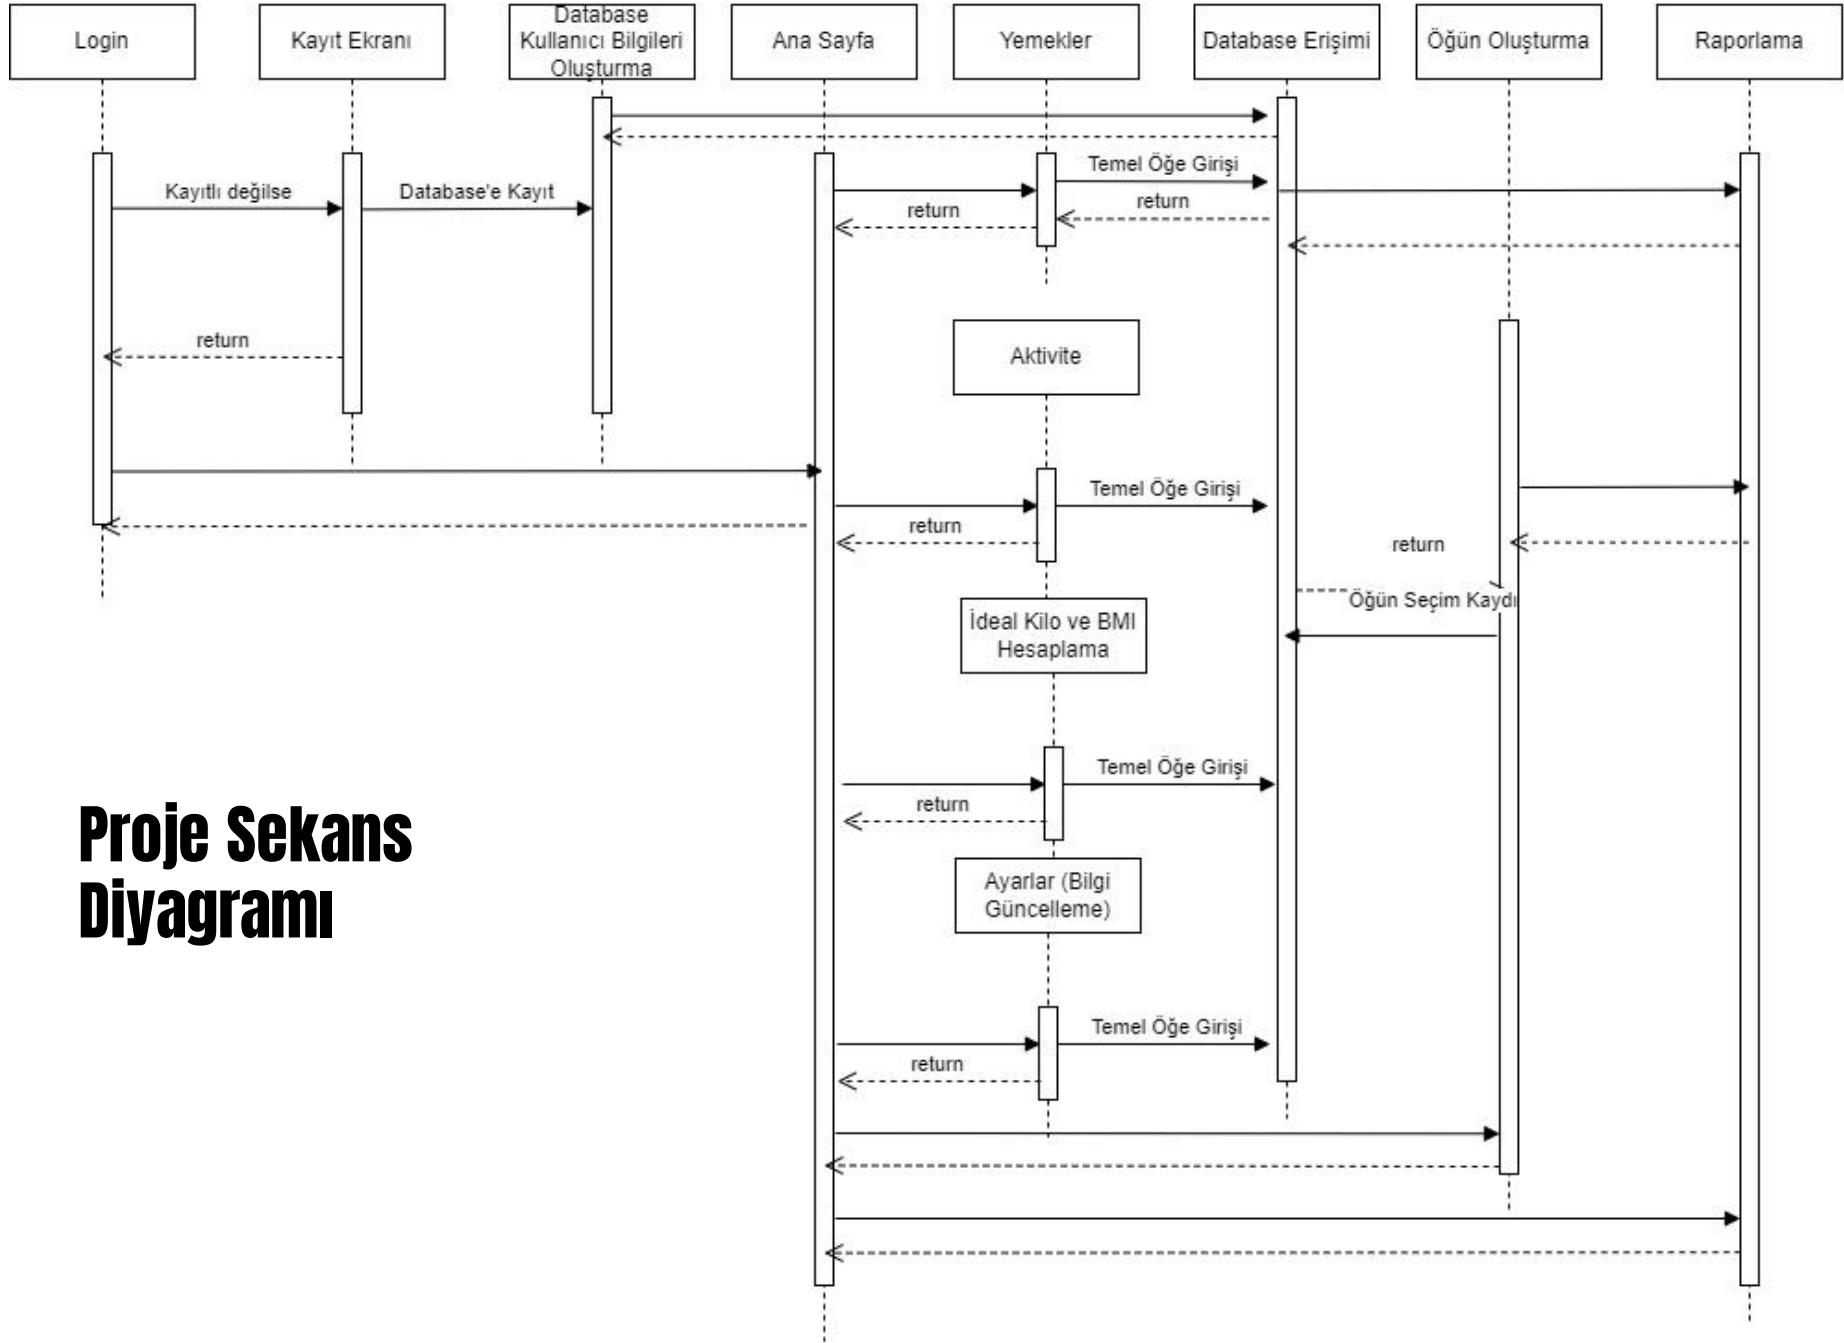 Login
Kayıt Ekranı
Database
Kullanıcı Bilgileri
Oluşturma
Ana Sayfa
Yemekler
Database Erişimi
Öğün Oluşturma
Raporlama
Temel Öğe Girişi
Kayıtlı değilse
Database'e Kayıt
return
return
return
Aktivite
Temel Öğe Girişi
return
return
Öğün Seçim Kaydı
İdeal Kilo ve BMI
Hesaplama
Temel Öğe Girişi
return
Proje Sekans
Diyagramı
Ayarlar (Bilgi
Güncelleme)
Temel Öğe Girişi
return